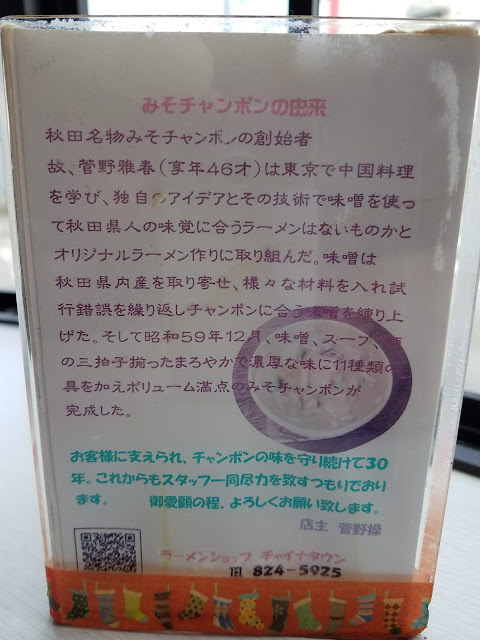 みそチャンポンの由来
秋田名物みそチャンポンの創始者
故、菅野雅春(享年46才)は東京で中国料理
を学び、独自のアイデアとその技術で味噌を使っ
て秋田県人の味覚に合うラーメンはないものかと
オリジナルラーメン作りに取り組んだ。味噌は
秋田県内産を取り寄せ、様々な材料を入れ試
行錯誤を繰り返しチャンポンに合う味噌を練り上
げた。そして昭和59年12月、味噌、スープ、
の三拍子揃ったまろやかで濃厚な味に11種類の
具を加えボリューム満点のみそチャンポンが
完成した。
お客様に支えられ、チャンポンの味を守り続けて30
年。これからもスタッフ一同尽力を致すつもりでおり
ます。 御愛顧の程、よろしくお願い致します。
店主 菅野操
ラーメンショップ チャイナタウン
TEL 824-5925